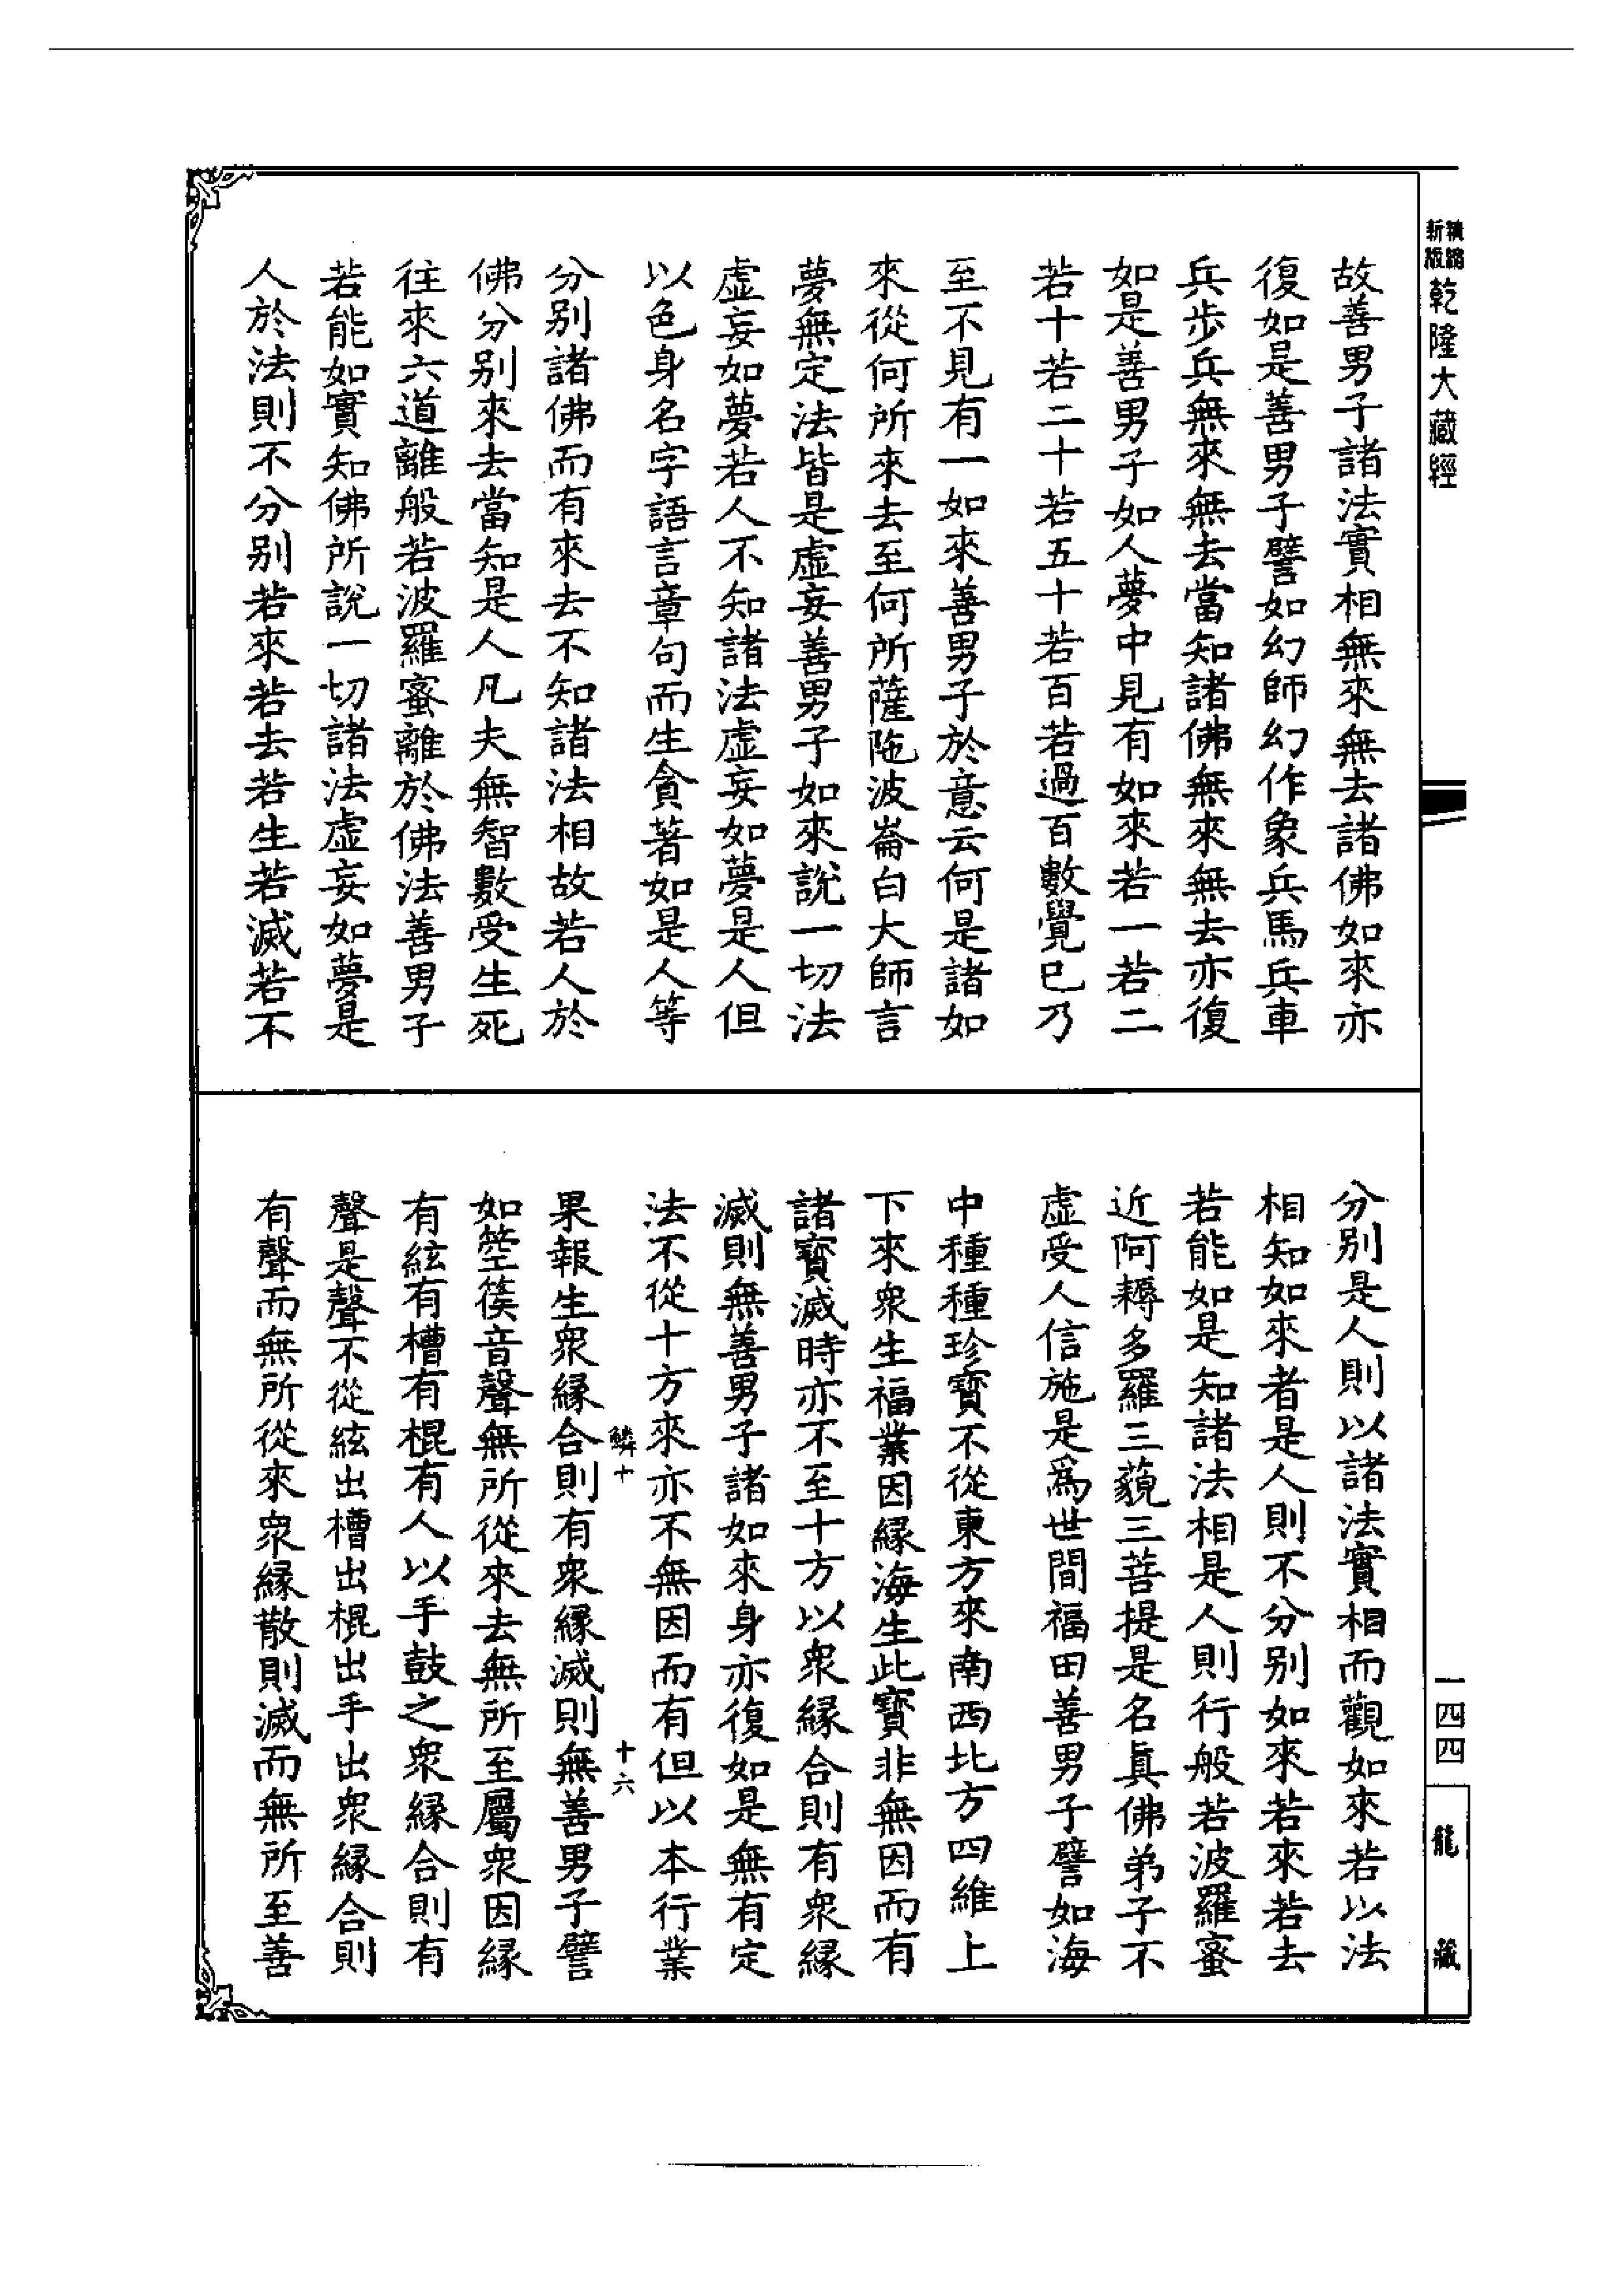 精縮
新版
乾隆大藏經
故善男子諸法實相無來無去諸佛如來亦
復如是善男子譬如幻師幻作象兵馬兵車
兵步兵無來無去當知諸佛無來無去亦復
如是善男子如人夢中見有如來若一若二
若十若二十若五十若百若過百數覺已乃
至不見有一如來善男子於意云何是諸如
來從何所來去至何所薩陁波崙白大師言
夢無定法皆是虛妄善男子如來說一切法
虛妄如夢若人不知諸法虛妄如夢是人但
以色身名字語言章句而生貪著如是人等
分別諸佛而有來去不知諸法相故若人於
佛分別來去當知是人凡夫無智數受生死
往來六道離般若波羅蜜離於佛法善男子
若能如實知佛所說一切諸法虛妄如夢是
人於法則不分別若來若去若生若滅若不
分別是人則以諸法實相而觀如來若以法
相知如來者是人則不分別如來若來若去
若能如是知諸法相是人則行般若波羅蜜
近阿耨多羅三藐三菩提是名真佛弟子不
虛受人信施是爲世間福田善男子譬如海
中種種珍寶不從東方來南西北方四維上
下來衆生福業因緣海生此寶非無因而有
諸寶滅時亦不至十方以衆緣合則有衆緣
滅則無善男子諸如來身亦復如是無有定
法不從十方來亦不無因而有但以本行業
鱗十
十六
果報生衆緣合則有衆緣滅則無善男子譬
如箜篌音聲無所從來去無所至屬衆因緣
有絃有槽有棍有人以手鼓之衆緣合則有
聲是聲不從絃出槽出棍出手出衆緣合則
有聲而無所從來衆緣散則滅而無所至善
一四四
龍藏